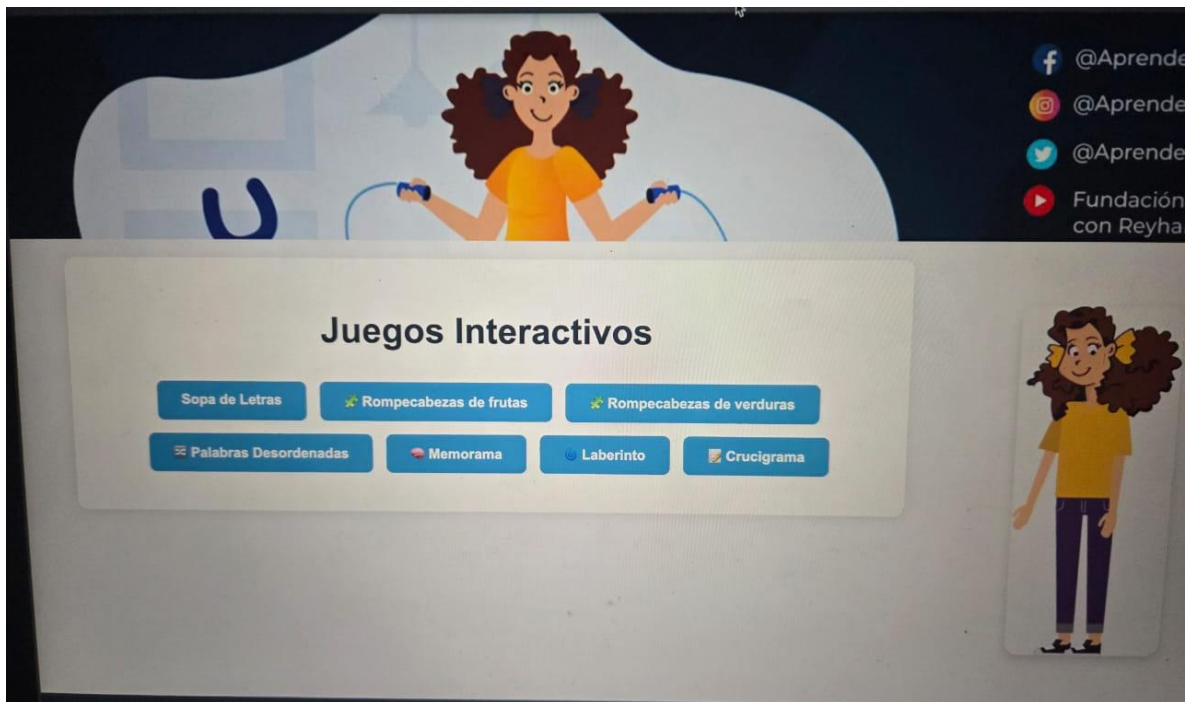 @Aprende
@Aprende
@Aprende
Fundación
con Reyha
Juegos Interactivos
Sopa de Letras
Rompecabezas de frutas
Rompecabezas de verduras
Palabras Desordenadas
Memorama
Laberinto
Crucigrama